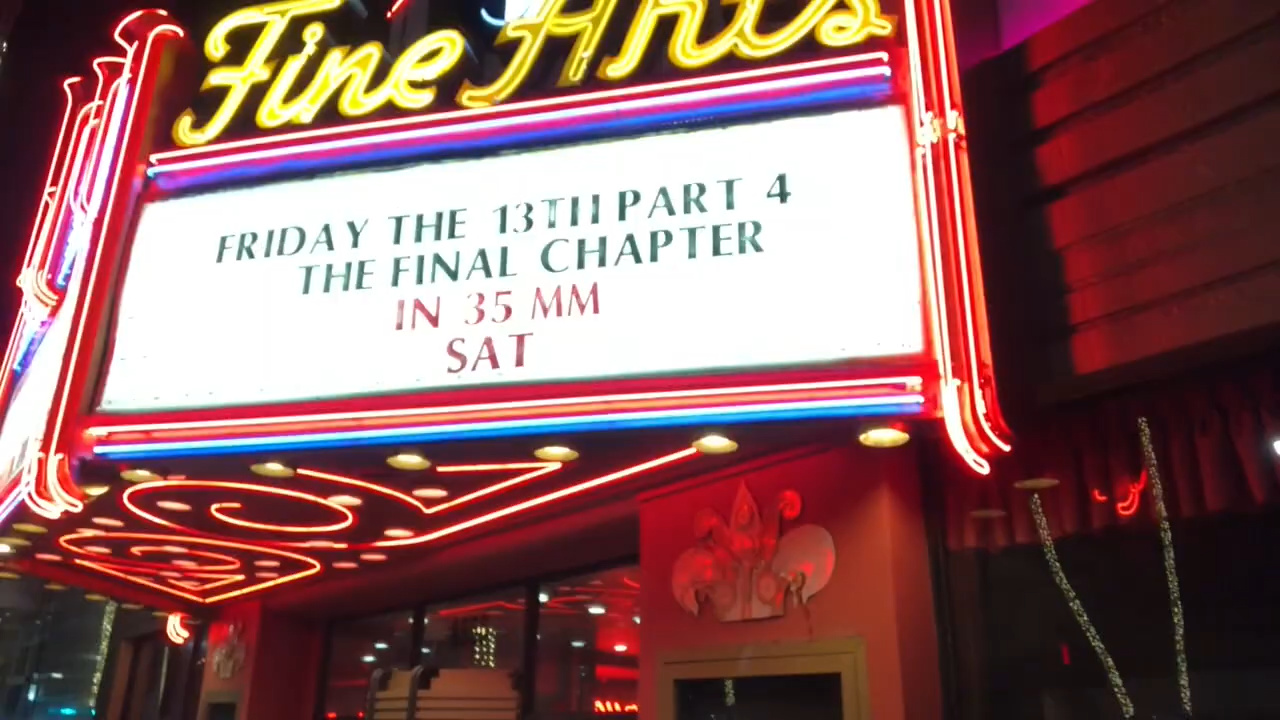 Fine Arts
FRIDAY THE 13TH PART 4
THE FINAL CHAPTER
IN 35 MM
SAT